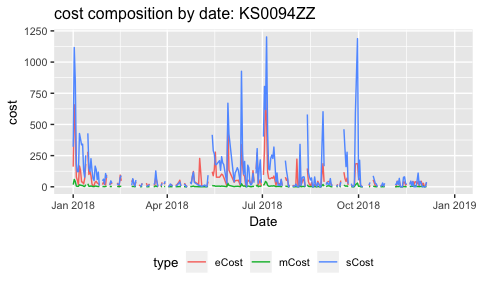 cost composition by date: KS0094ZZ
1250
1000
750
500
250
0
cost
Jan 2018 Apr 2018 Jul 2018 Oct 2018 Jan 2019
Date
type eCost mCost sCost